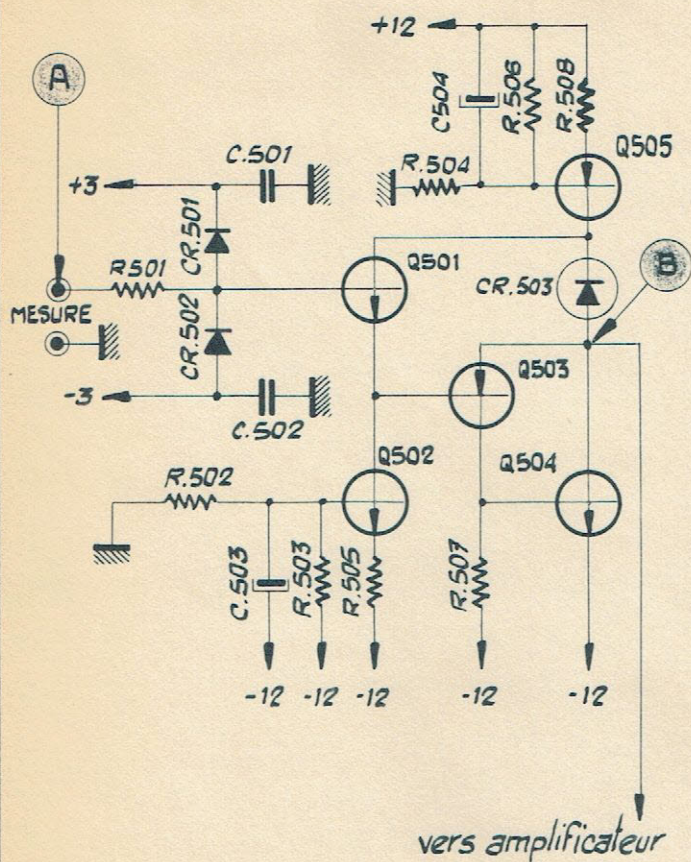 +12
A
C504
R.506
R.508
Q505
C.501
R.504
+3
CR.501
Q501
B
R501
CR.503
MESURE
CR.502
Q503
-3
C.502
Q502
Q504
R.502
C.503
R.503
R.505
R.507
-12 -12 -12 -12 -12
vers amplificateur